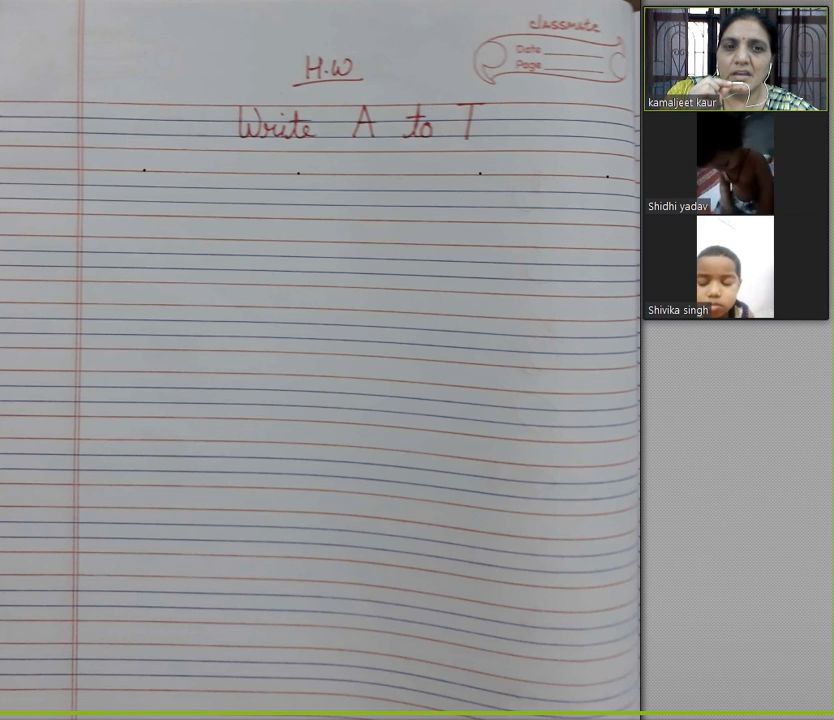 classmate
Date
Page
H.W
Write A to T
kamaljeet kaur
Shidhi yadav
Shivika singh